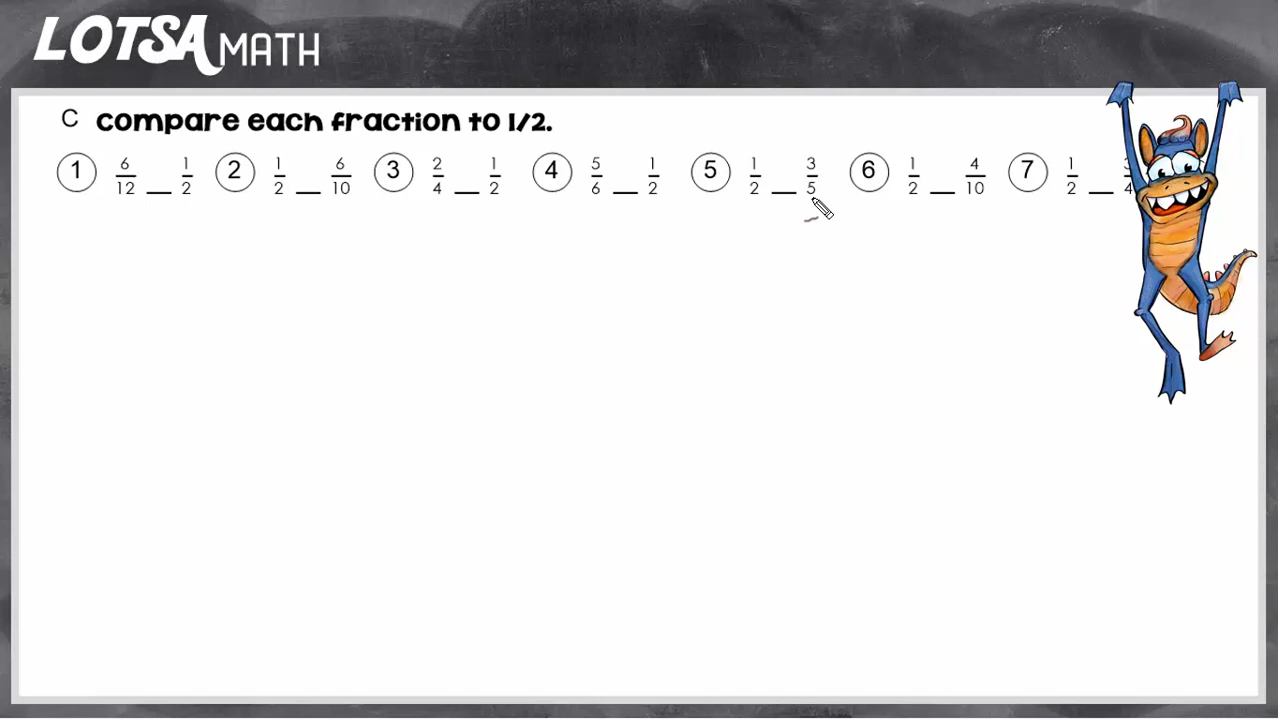 LOTSA MATH
C compare each fraction to 1/2.
1 6/12 __ 1/2 2 1/2 __ 6/10 3 2/4 __ 1/2 4 5/6 __ 1/2 5 1/2 __ 3/5 6 1/2 __ 4/10 7 1/2 __ 3/4